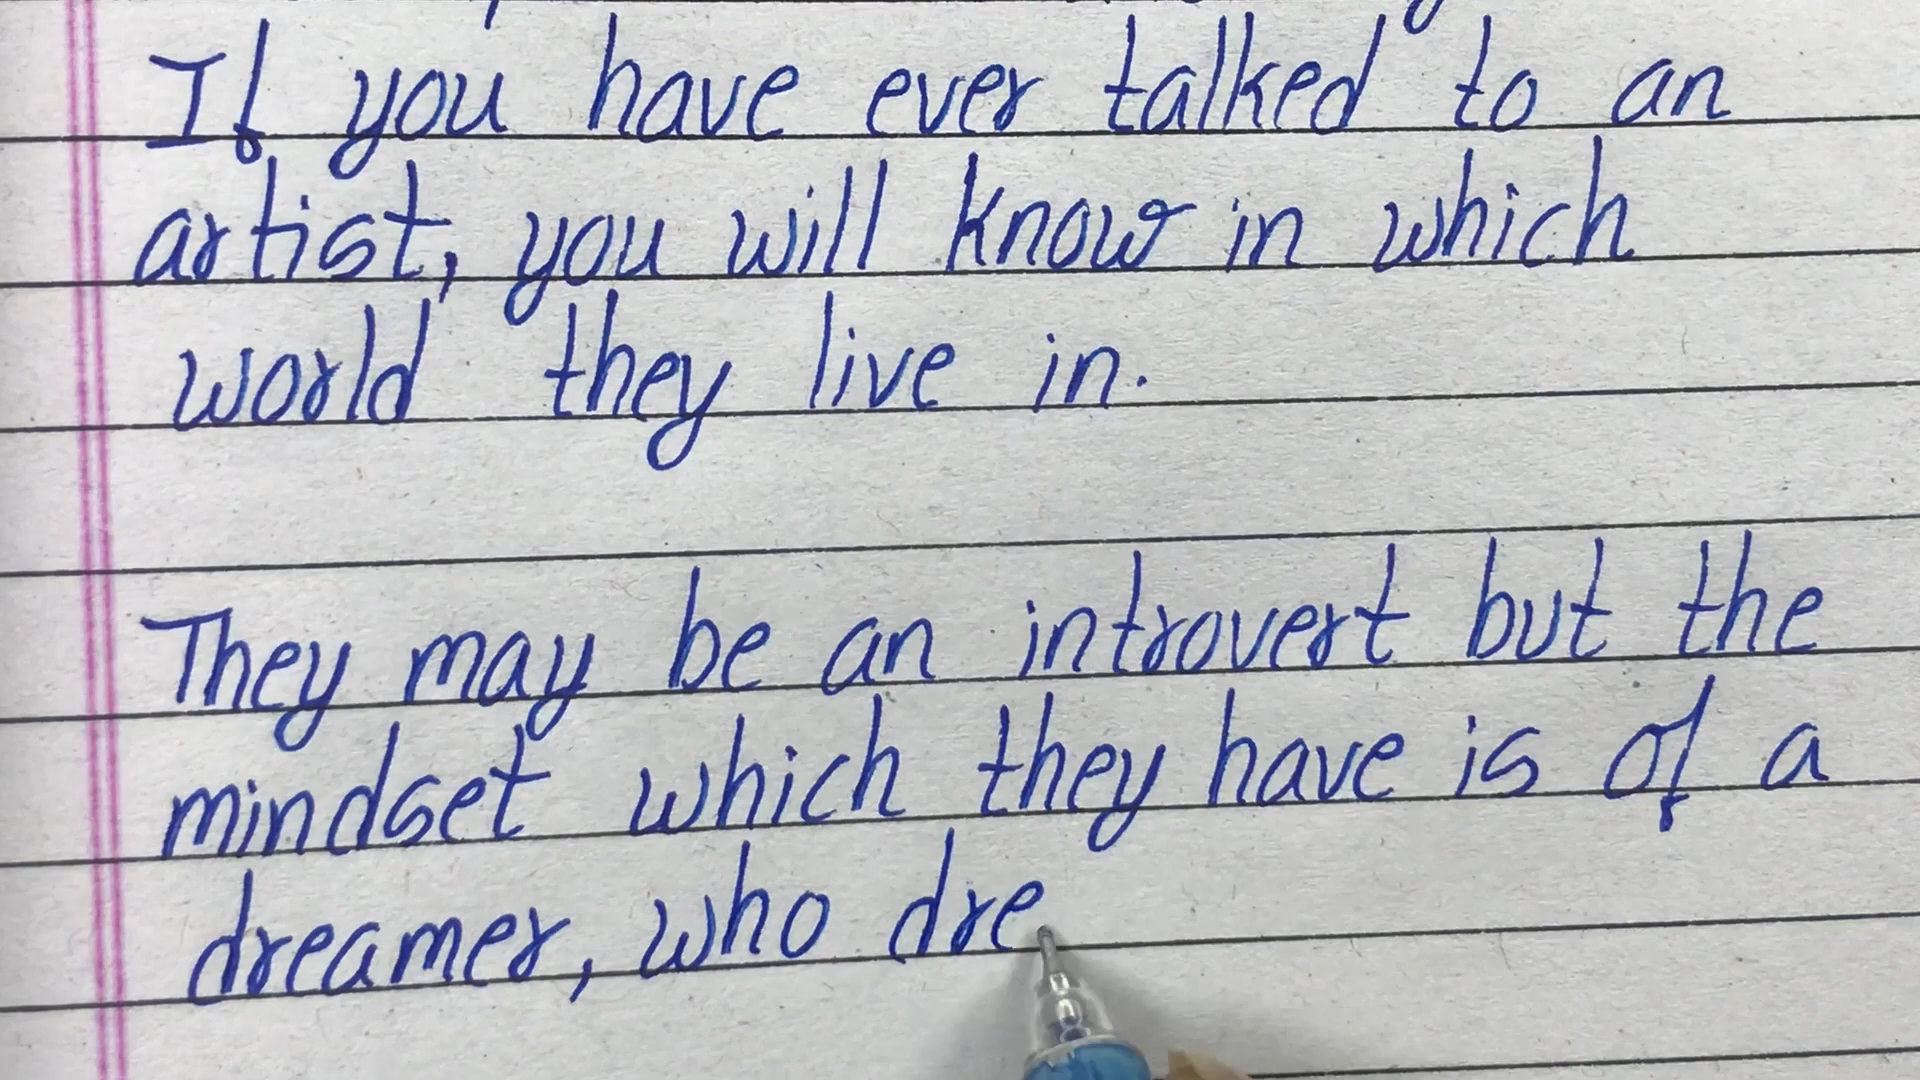 If you have ever talked to an
artist, you will know in which
world they live in.
They may be an introvert but the
mindset which they have is of a
dreamer, who dre